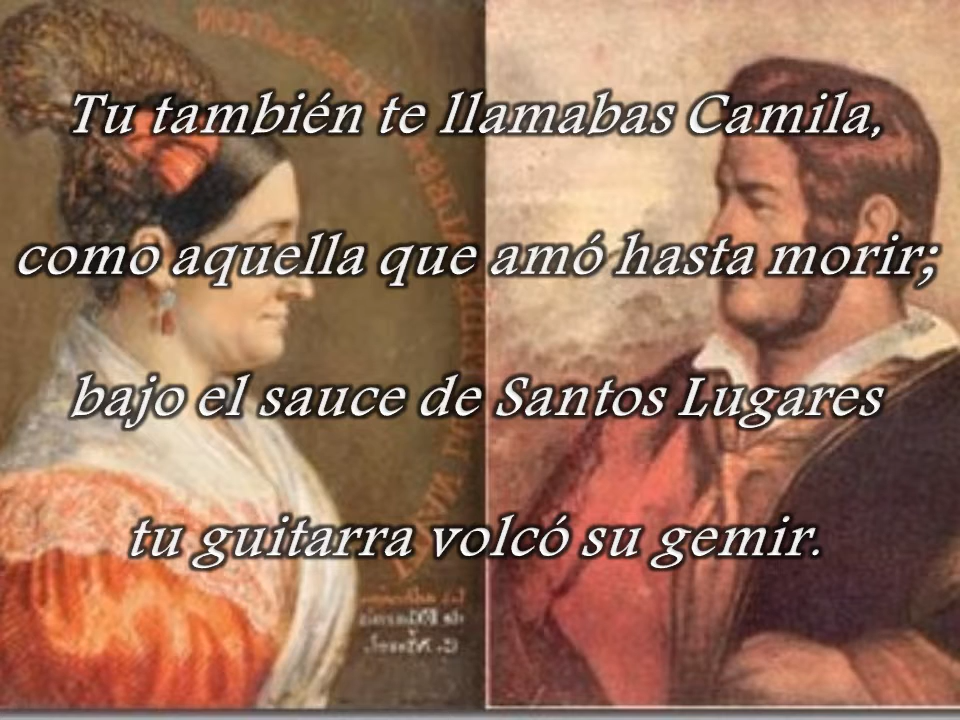 Tu también te llamabas Camila,
como aquella que amó hasta morir;
bajo el sauce de Santos Lugares
tu guitarra volcó su gemir.